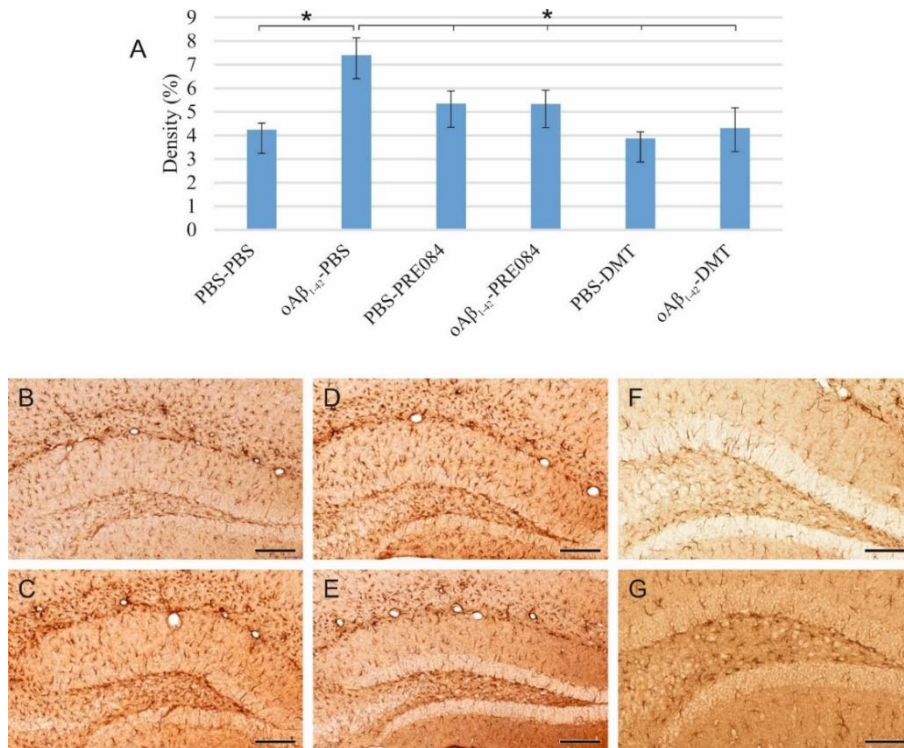 * *
A
Density (%)
9
8
7
6
5
4
3
2
1
0
PBS-PBS
oAβ₁₋₄₂-PBS
PBS-PRE084
oAβ₁₋₄₂-PRE084
PBS-DMT
oAβ₁₋₄₂-DMT
B D F
C E G